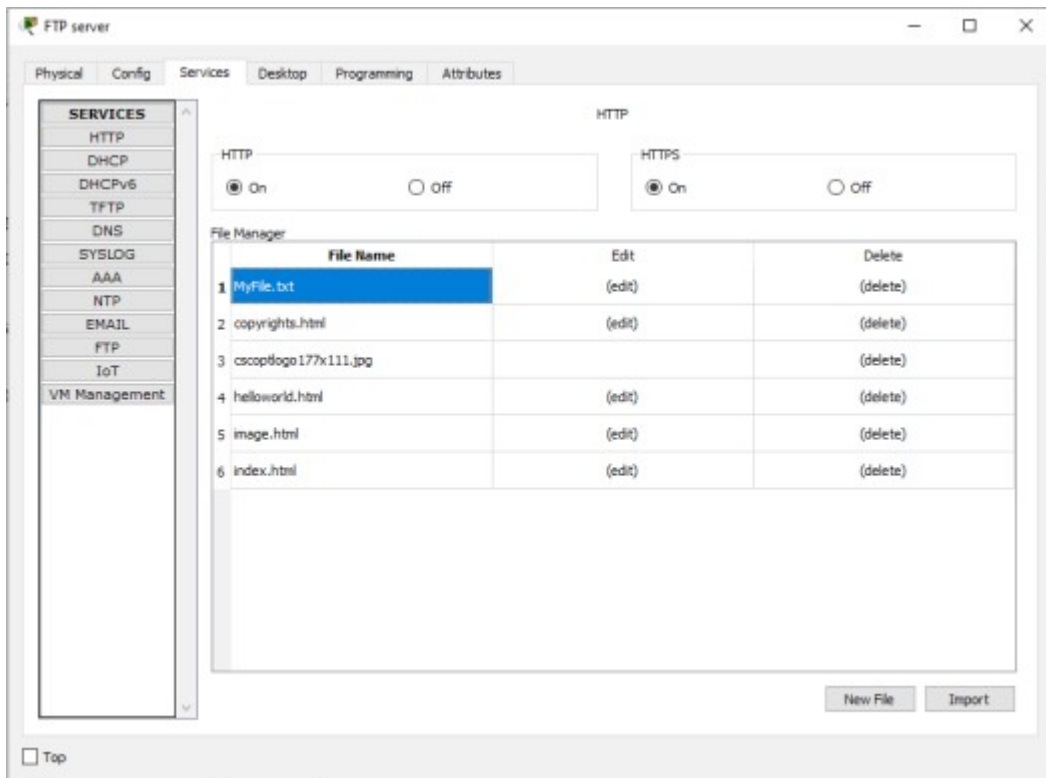 FTP server
Physical Config Services Desktop Programming Attributes
SERVICES
HTTP
DHCP
DHCPv6
TFTP
DNS
SYSLOG
AAA
NTP
EMAIL
FTP
IoT
VM Management
HTTP
HTTP
On Off
HTTPS
On Off
File Manager
File Name Edit Delete
1 MyFile.txt (edit) (delete)
2 copyrights.html (edit) (delete)
3 cscoptlogo177x111.jpg (delete)
4 helloworld.html (edit) (delete)
5 image.html (edit) (delete)
6 index.html (edit) (delete)
New File Import
Top